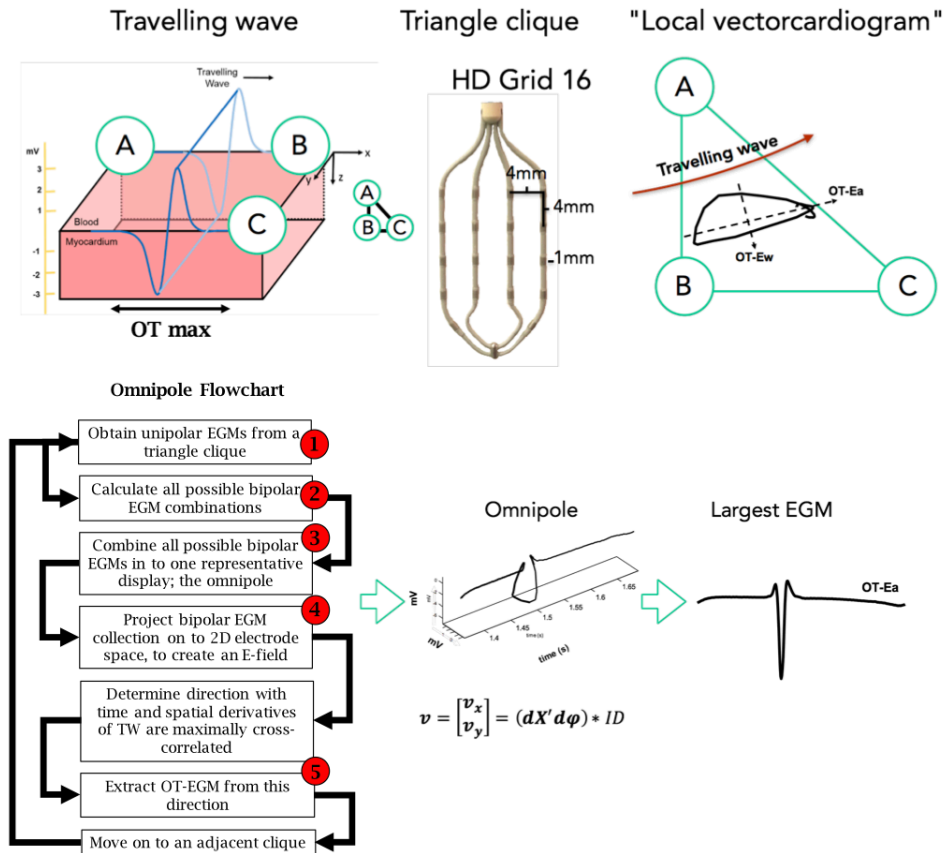 Travelling wave
Triangle clique
"Local vectorcardiogram"
HD Grid 16
Travelling
Wave
mV
3
2
1
-1
-2
-3
A
B
C
x
y
z
Blood
Myocardium
A
B
C
OT max
4mm
4mm
1mm
A
Travelling wave
OT-Ea
OT-Ew
B
C
Omnipole Flowchart
Obtain unipolar EGMs from a
triangle clique
1
Calculate all possible bipolar
EGM combinations
2
Combine all possible bipolar
EGMs in to one representative
display; the omnipole
3
Project bipolar EGM
collection on to 2D electrode
space, to create an E-field
4
Determine direction with
time and spatial derivatives
of TW are maximally cross-
correlated
Extract OT-EGM from this
direction
5
Move on to an adjacent clique
Omnipole
mV
mV
1.4
1.45
1.5
1.55
1.6
1.65
time(s)
time (s)
v = [v_x v_y] = (dX′dφ) * ID
Largest EGM
OT-Ea